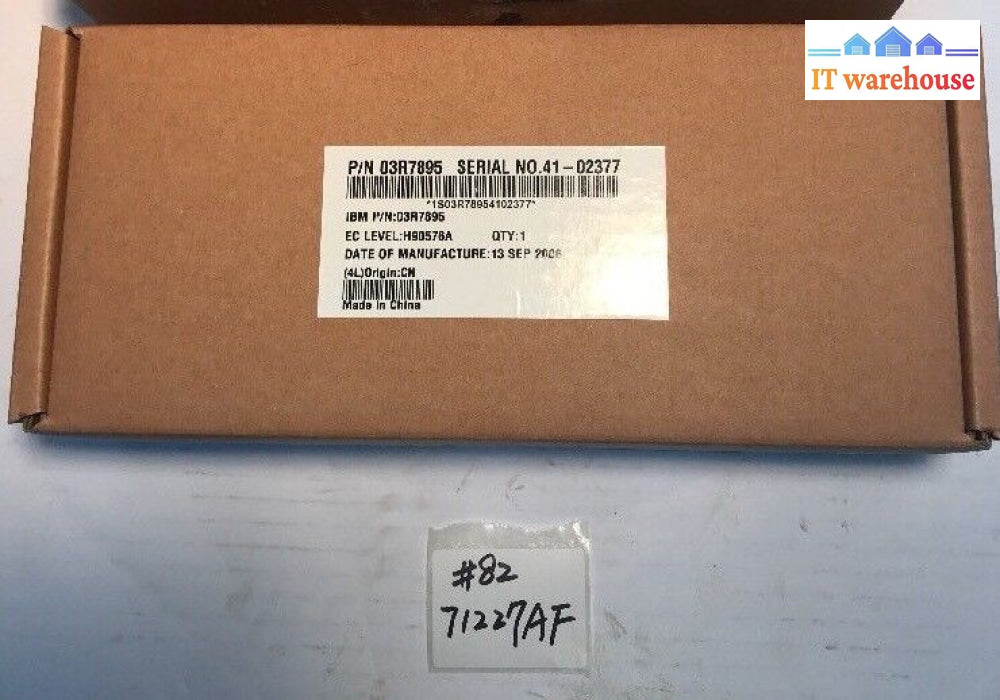 IT warehouse
P/N 03R7895 SERIAL NO.41-02377
*1S03R78954102377*
IBM P/N:03R7895
EC LEVEL:H90576A QTY:1
DATE OF MANUFACTURE:13 SEP 2006
(4L)Origin:CN
Made In China
#82
71227AF